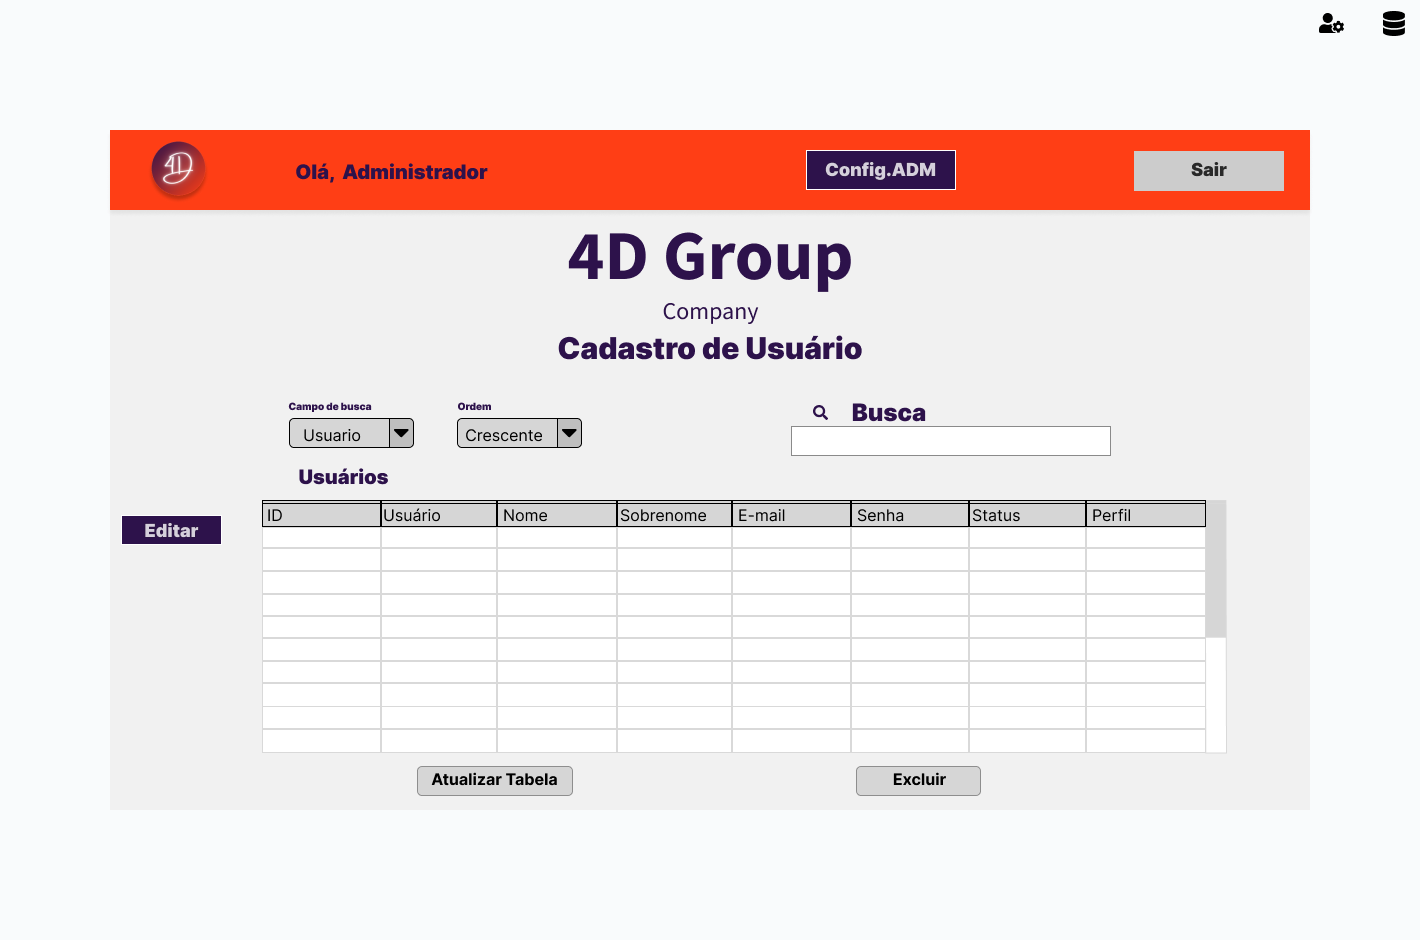 4D
Olá, Administrador
Config.ADM
Sair
4D Group
Company
Cadastro de Usuário
Campo de busca
Ordem
Busca
Usuario
Crescente
Usuários
ID Usuário Nome Sobrenome E-mail Senha Status Perfil
Editar
Atualizar Tabela
Excluir